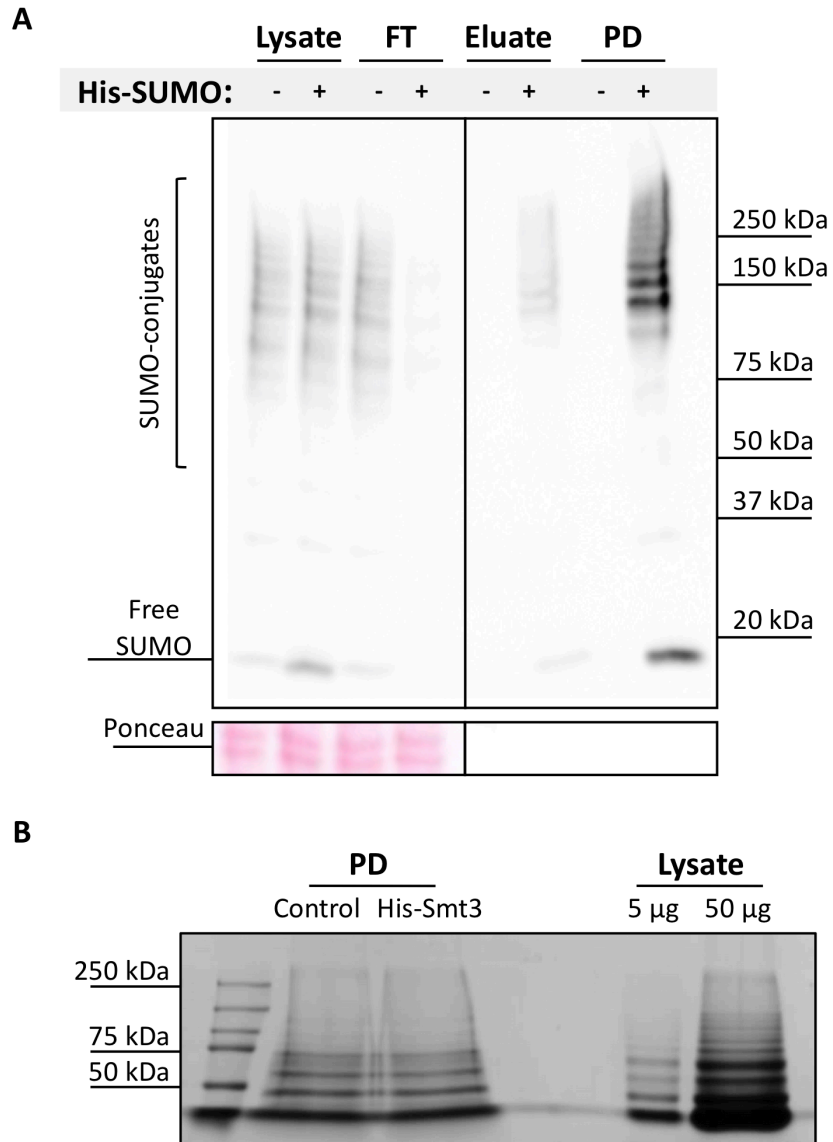 A
Lysate FT Eluate PD
His-SUMO: - + - + - + - +
SUMO-conjugates
250 kDa
150 kDa
75 kDa
50 kDa
37 kDa
20 kDa
Free
SUMO
Ponceau
B
PD Lysate
Control His-Smt3 5 µg 50 µg
250 kDa
75 kDa
50 kDa